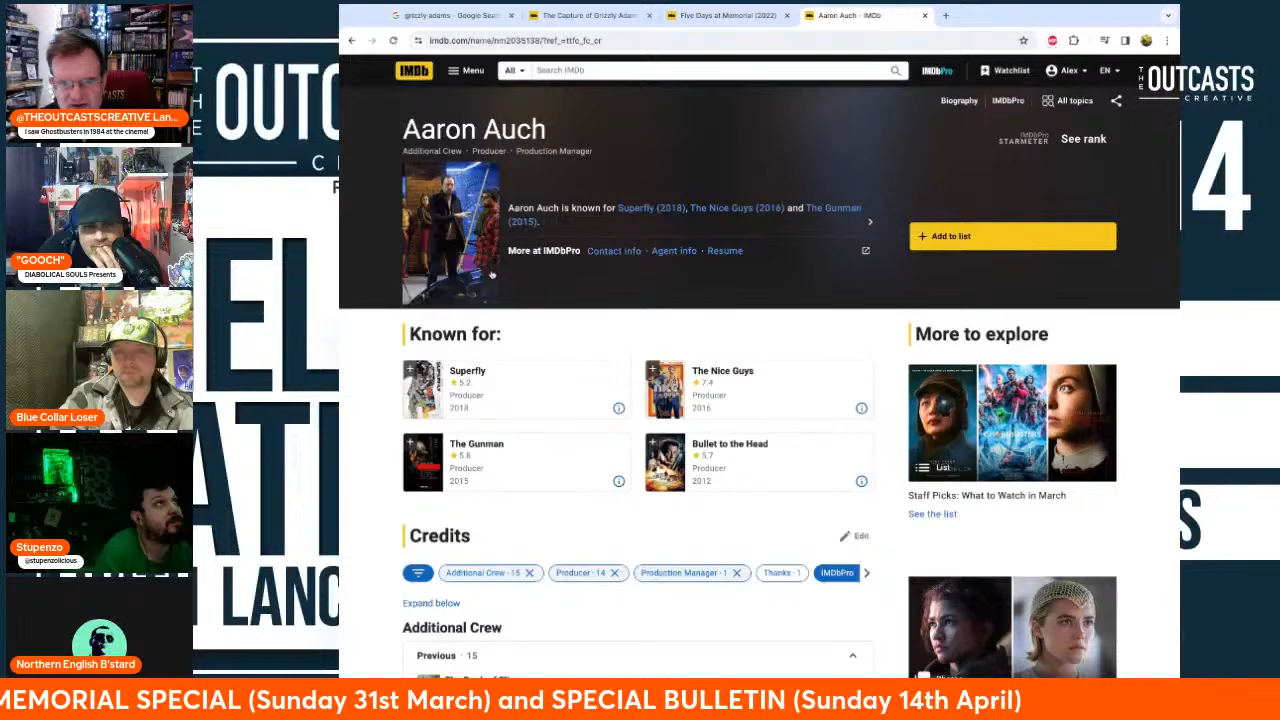 @THEOUTCASTSCREATIVE Lan...
I saw Ghostbusters in 1984 at the cinema!
"GOOCH"
DIABOLICAL SOULS Presents
Blue Collar Loser
Stupenzo
@stupenzolicious
Northern English B'stard
grizzly adams - Google Sea
The Capture of Grizzly Adam
Five Days at Memorial (2022)
Aaron Auch - IMDb
imdb.com/name/nm2035138/?ref_=ttfc_fc_cr
IMDb
Menu
All
Search IMDb
IMDbPro
Watchlist
Alex
EN
THE OUTCASTS
CREATIVE
Biography
IMDbPro
All topics
Aaron Auch
Additional Crew · Producer · Production Manager
IMDbPro
STARMETER
See rank
Aaron Auch is known for Superfly (2018), The Nice Guys (2016) and The Gunman
(2015).
More at IMDbPro Contact info · Agent info · Resume
+ Add to list
Known for:
Superfly
5.2
Producer
2018
The Nice Guys
7.4
Producer
2016
The Gunman
5.8
Producer
2015
Bullet to the Head
5.7
Producer
2012
More to explore
List
Staff Picks: What to Watch in March
See the list
Credits
Edit
Additional Crew · 15
Producer · 14
Production Manager · 1
Thanks · 1
IMDbPro
Expand below
Additional Crew
Previous · 15
MEMORIAL SPECIAL (Sunday 31st March) and SPECIAL BULLETIN (Sunday 14th April)